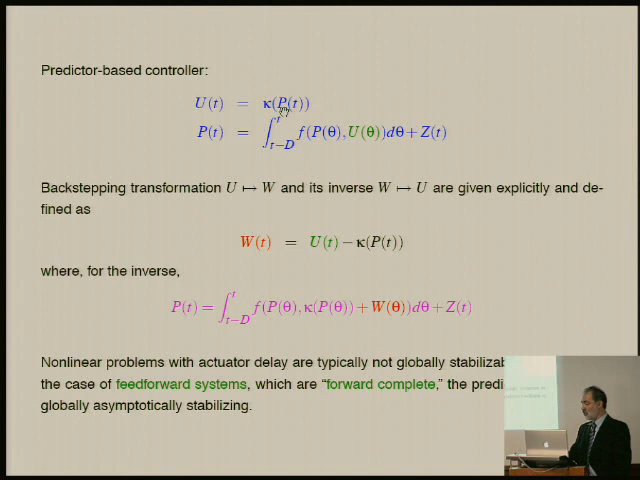 Predictor-based controller:
U(t) = κ(P(t))
P(t) = ∫_{t−D}^{t} f(P(θ), U(θ))dθ + Z(t)
Backstepping transformation U ↦ W and its inverse W ↦ U are given explicitly and de-
fined as
W(t) = U(t) − κ(P(t))
where, for the inverse,
P(t) = ∫_{t−D}^{t} f(P(θ), κ(P(θ)) + W(θ))dθ + Z(t)
Nonlinear problems with actuator delay are typically not globally
the case of feedforward systems, which are “forward complete,” the
globally asymptotically stabilizing.